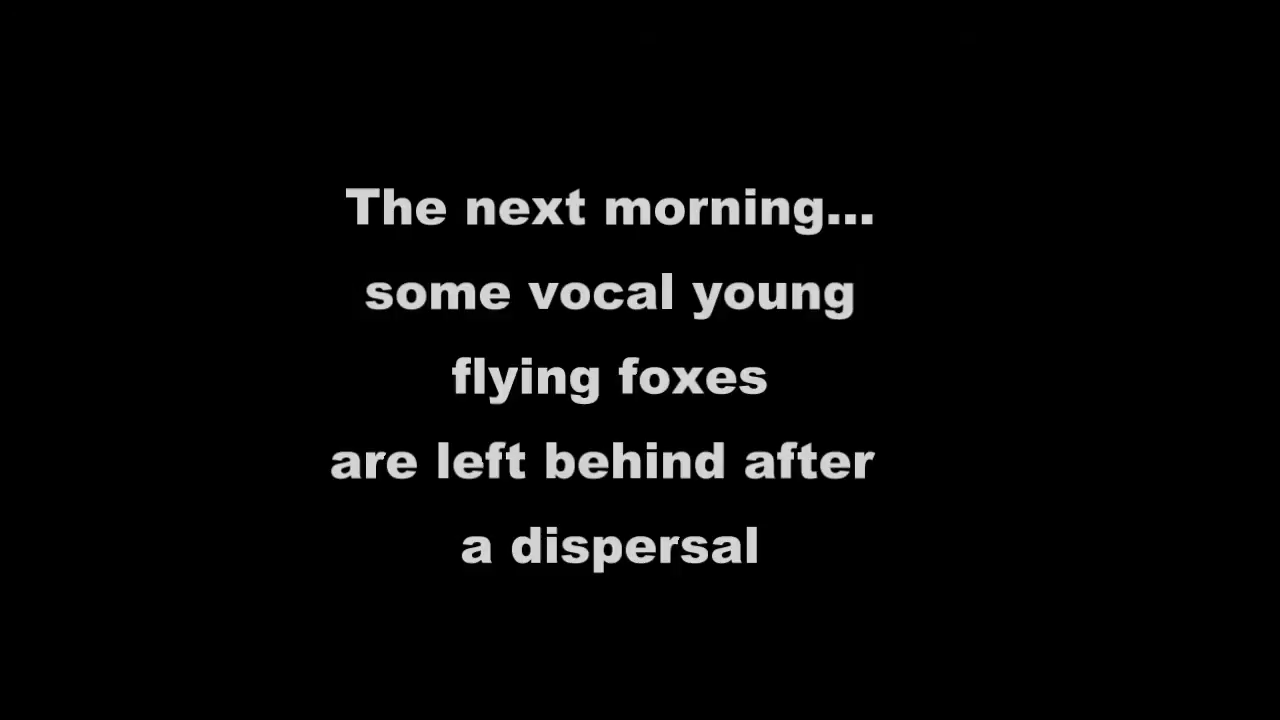 The next morning...
some vocal young
flying foxes
are left behind after
a dispersal